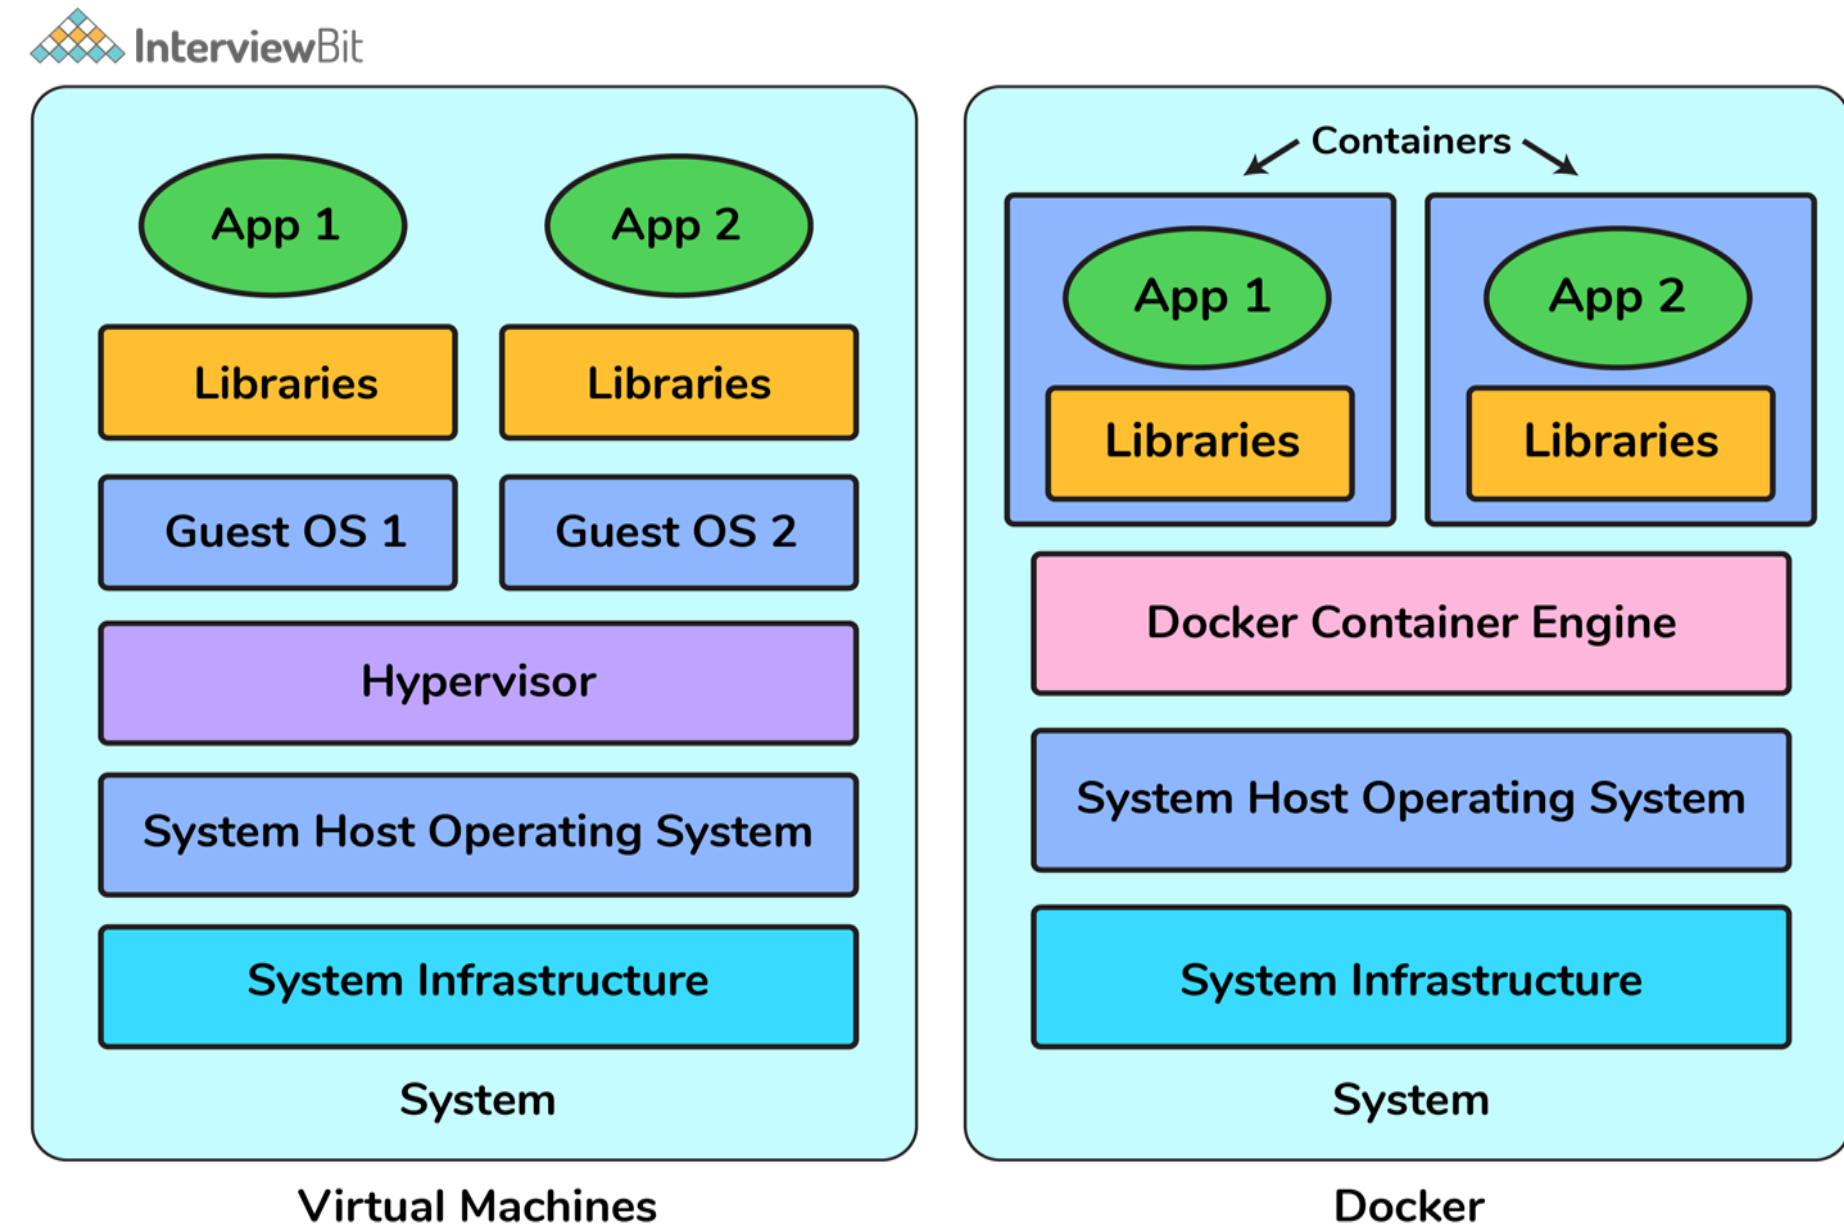 InterviewBit
App 1
App 2
Libraries
Libraries
Guest OS 1
Guest OS 2
Hypervisor
System Host Operating System
System Infrastructure
System
Virtual Machines
Containers
App 1
App 2
Libraries
Libraries
Docker Container Engine
System Host Operating System
System Infrastructure
System
Docker